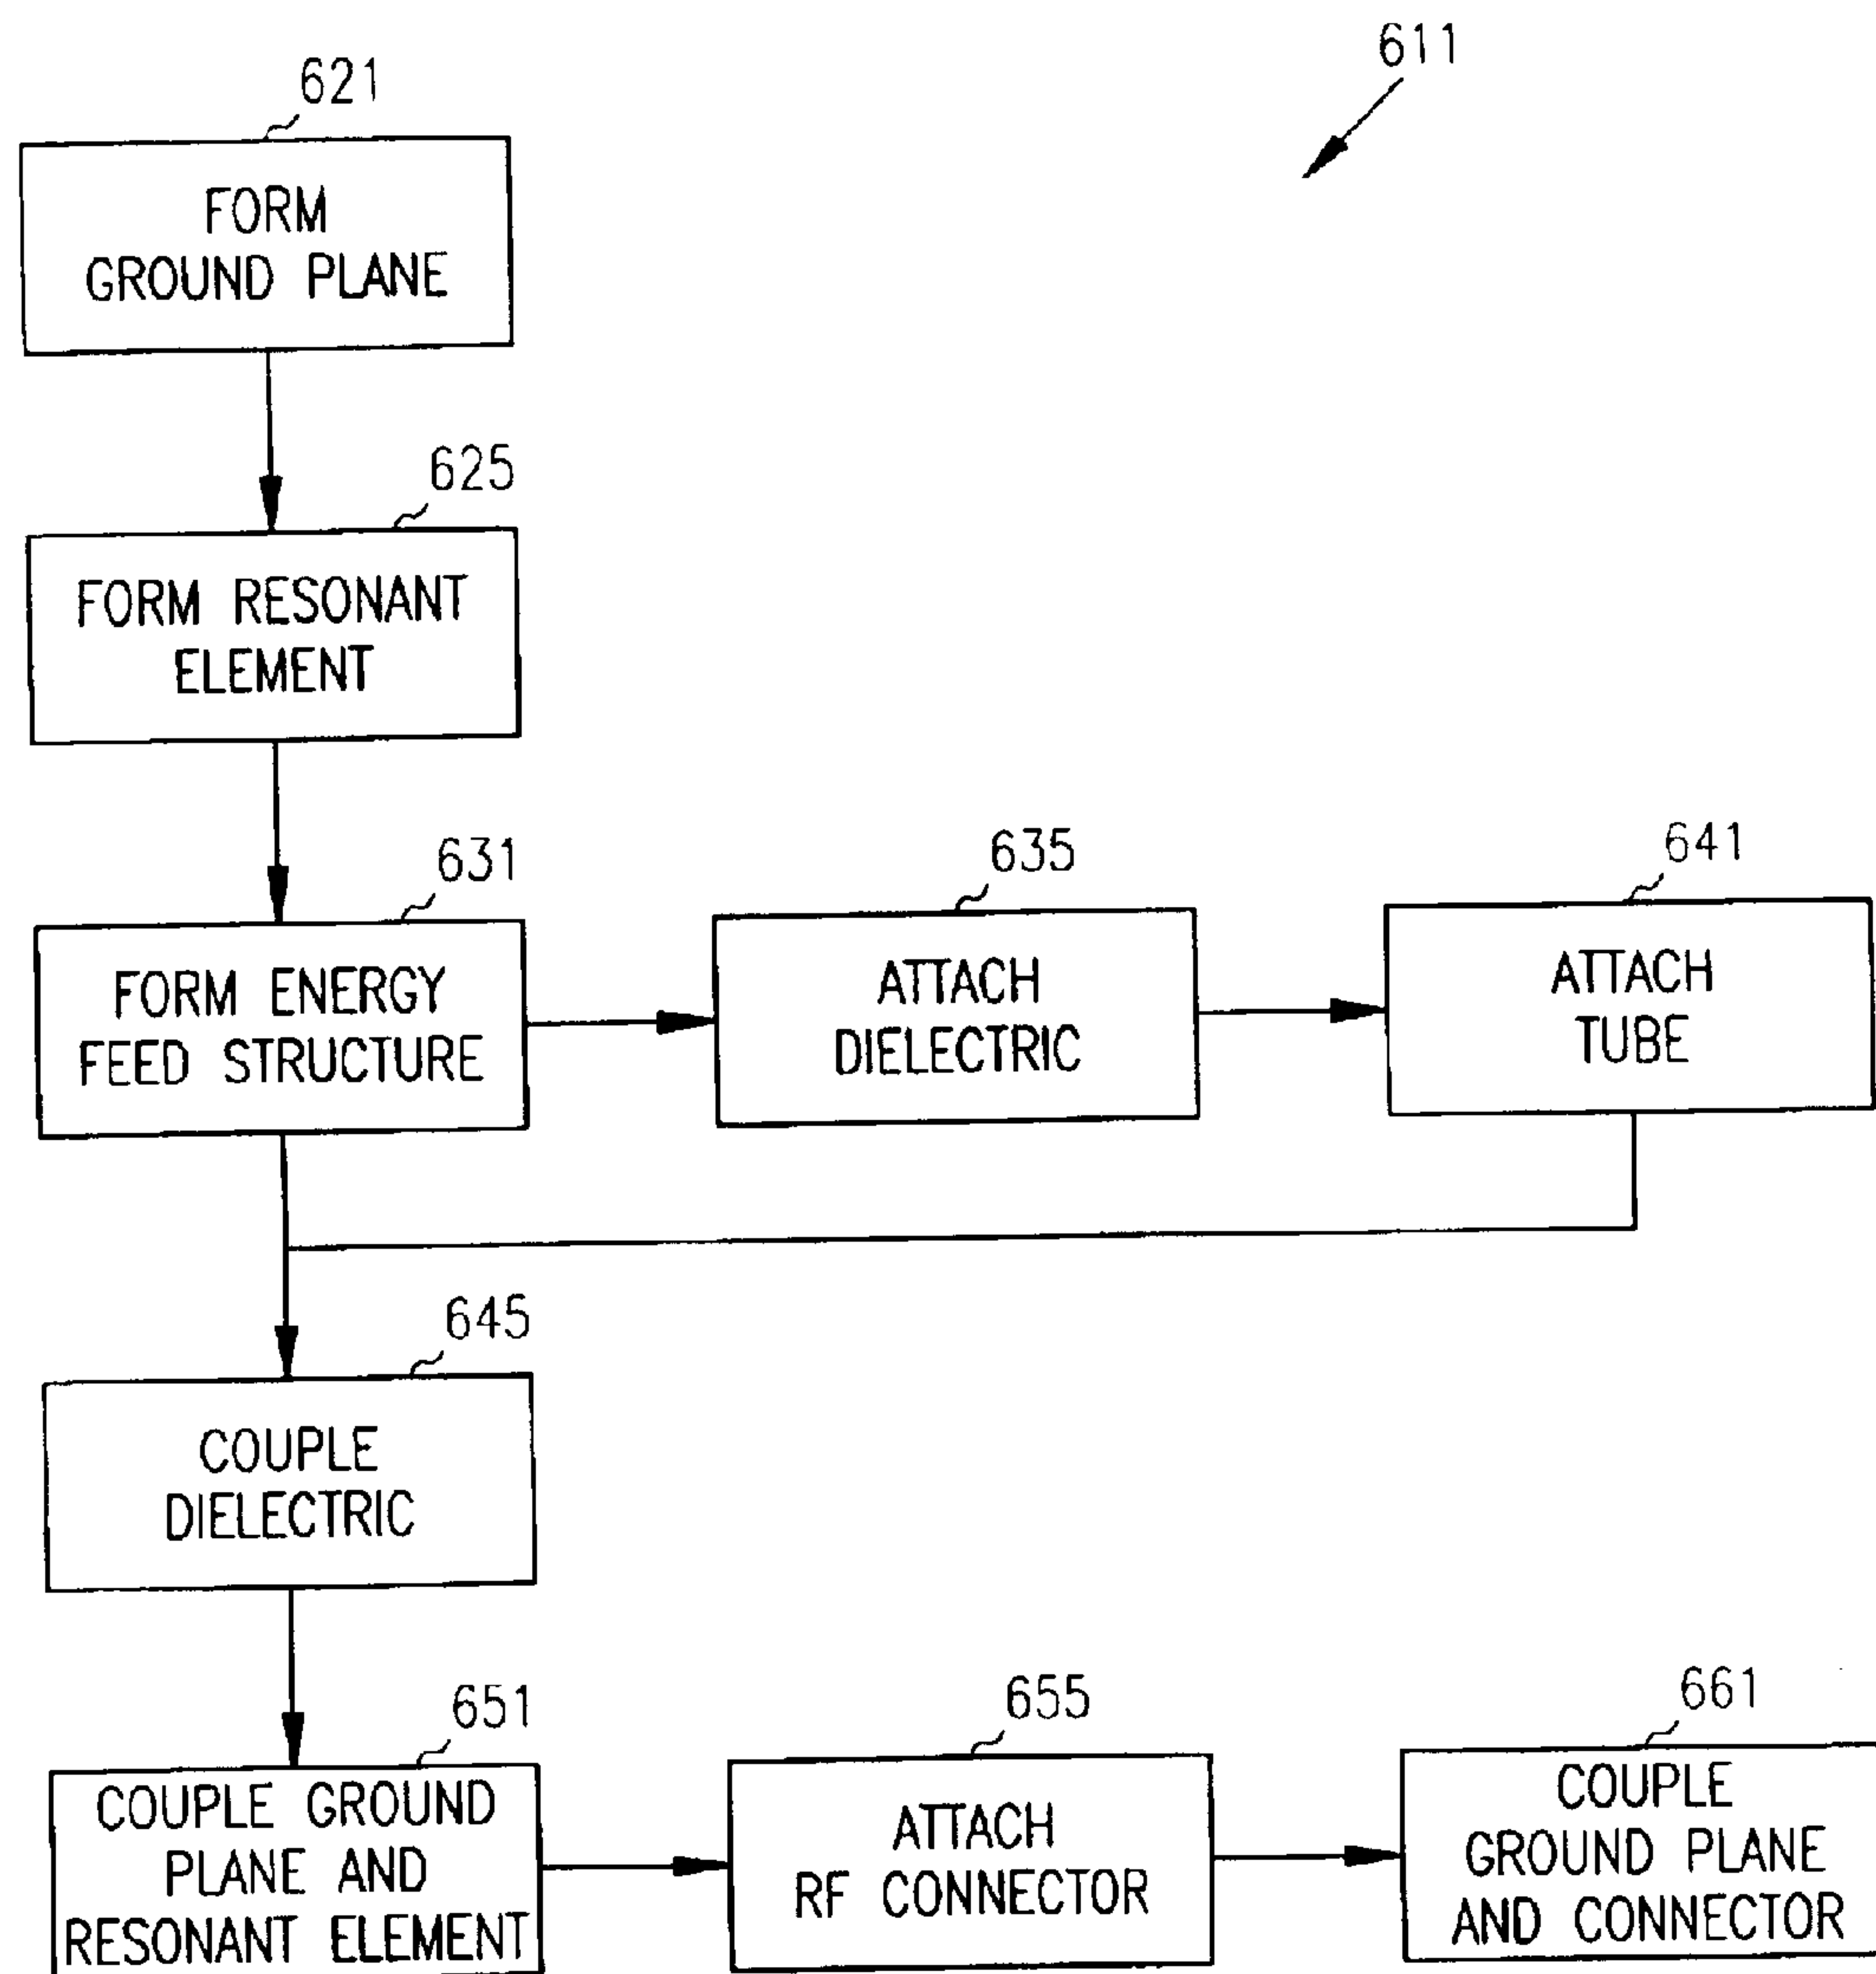 611
621
FORM
GROUND PLANE
625
FORM RESONANT
ELEMENT
631
FORM ENERGY
FEED STRUCTURE
635
ATTACH
DIELECTRIC
641
ATTACH
TUBE
645
COUPLE
DIELECTRIC
651
COUPLE GROUND
PLANE AND
RESONANT ELEMENT
655
ATTACH
RF CONNECTOR
661
COUPLE
GROUND PLANE
AND CONNECTOR